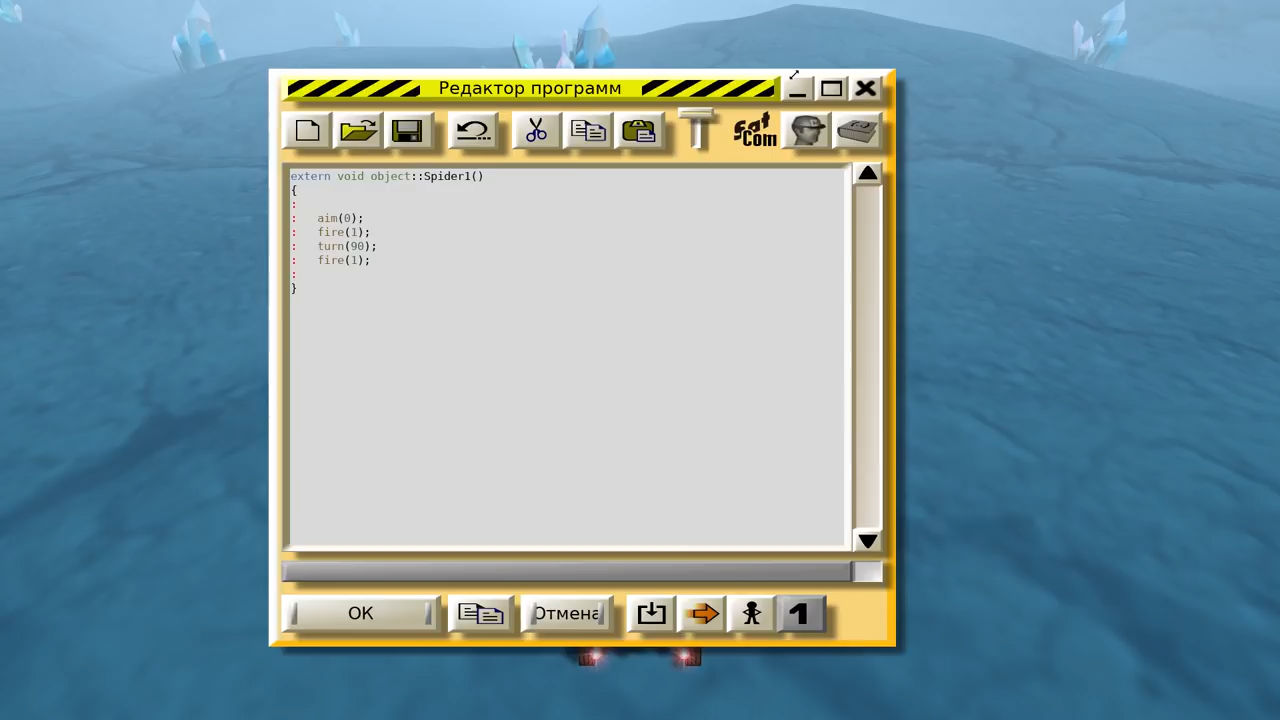 Редактор программ
Sat
Com
extern void object::Spider1()
{
:
:   aim(0);
:   fire(1);
:   turn(90);
:   fire(1);
:
}
OK
Отмена
1